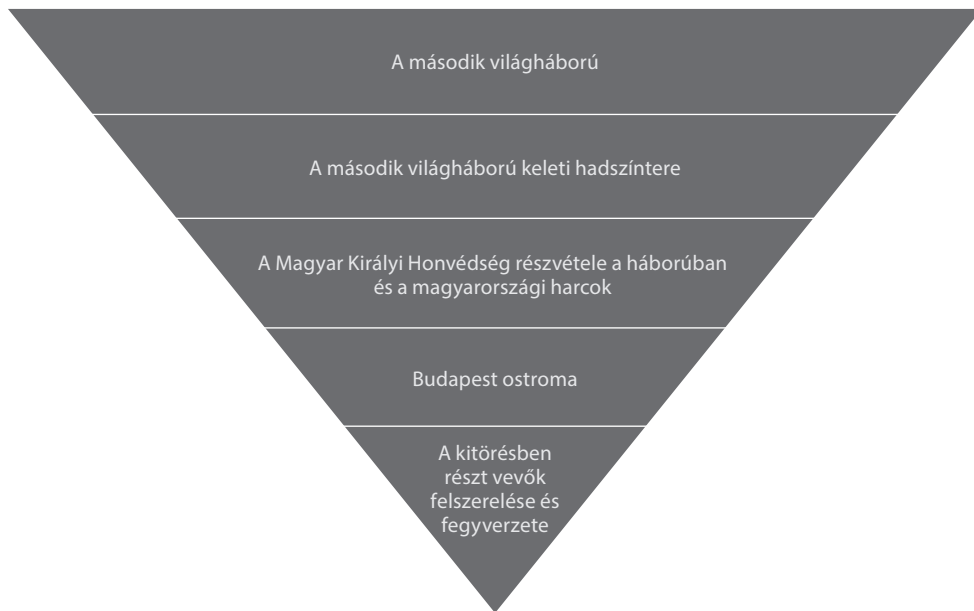 A második világháború
A második világháború keleti hadszíntere
A Magyar Királyi Honvédség részvétele a háborúban
és a magyarországi harcok
Budapest ostroma
A kitörésben
részt vevők
felszerelése és
fegyverzete